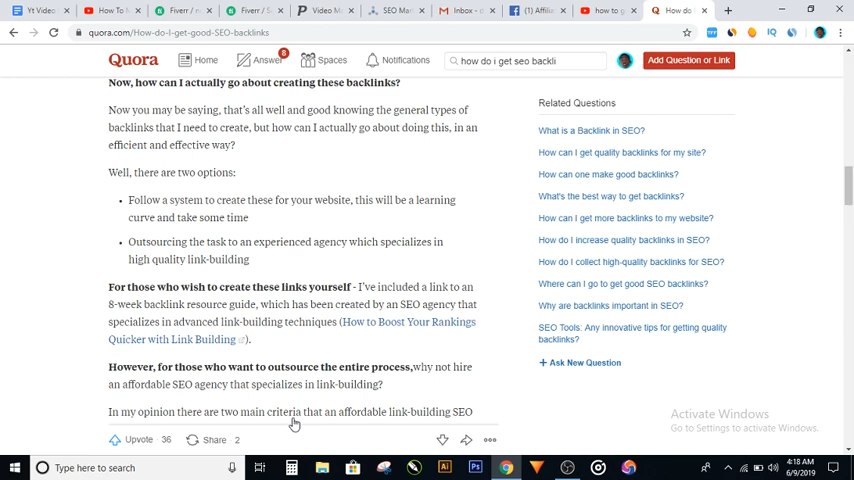 Yt Video
How To M
Fiverr / m
Fiverr / S
Video M
SEO Man
Inbox - d
(1) Affilia
how to g
How do I
quora.com/How-do-I-get-good-SEO-backlinks
Quora
Home
8
Answer
Spaces
Notifications
how do i get seo backli
Add Question or Link
Now, how can I actually go about creating these backlinks?
Now you may be saying, that's all well and good knowing the general types of
backlinks that I need to create, but how can I actually go about doing this, in an
efficient and effective way?
Well, there are two options:
• Follow a system to create these for your website, this will be a learning
curve and take some time
• Outsourcing the task to an experienced agency which specializes in
high quality link-building
For those who wish to create these links yourself - I've included a link to an
8-week backlink resource guide, which has been created by an SEO agency that
specializes in advanced link-building techniques (How to Boost Your Rankings
Quicker with Link Building ).
However, for those who want to outsource the entire process,why not hire
an affordable SEO agency that specializes in link-building?
In my opinion there are two main criteria that an affordable link-building SEO
Upvote 36
Share 2
Related Questions
What is a Backlink in SEO?
How can I get quality backlinks for my site?
How can one make good backlinks?
What's the best way to get backlinks?
How can I get more backlinks to my website?
How do I increase quality backlinks in SEO?
How do I collect high-quality backlinks for SEO?
Where can I go to get good SEO backlinks?
Why are backlinks important in SEO?
SEO Tools: Any innovative tips for getting quality
backlinks?
+ Ask New Question
Activate Windows
Go to Settings to activate Windows.
Type here to search
Ai
Ps
4:18 AM
6/9/2019